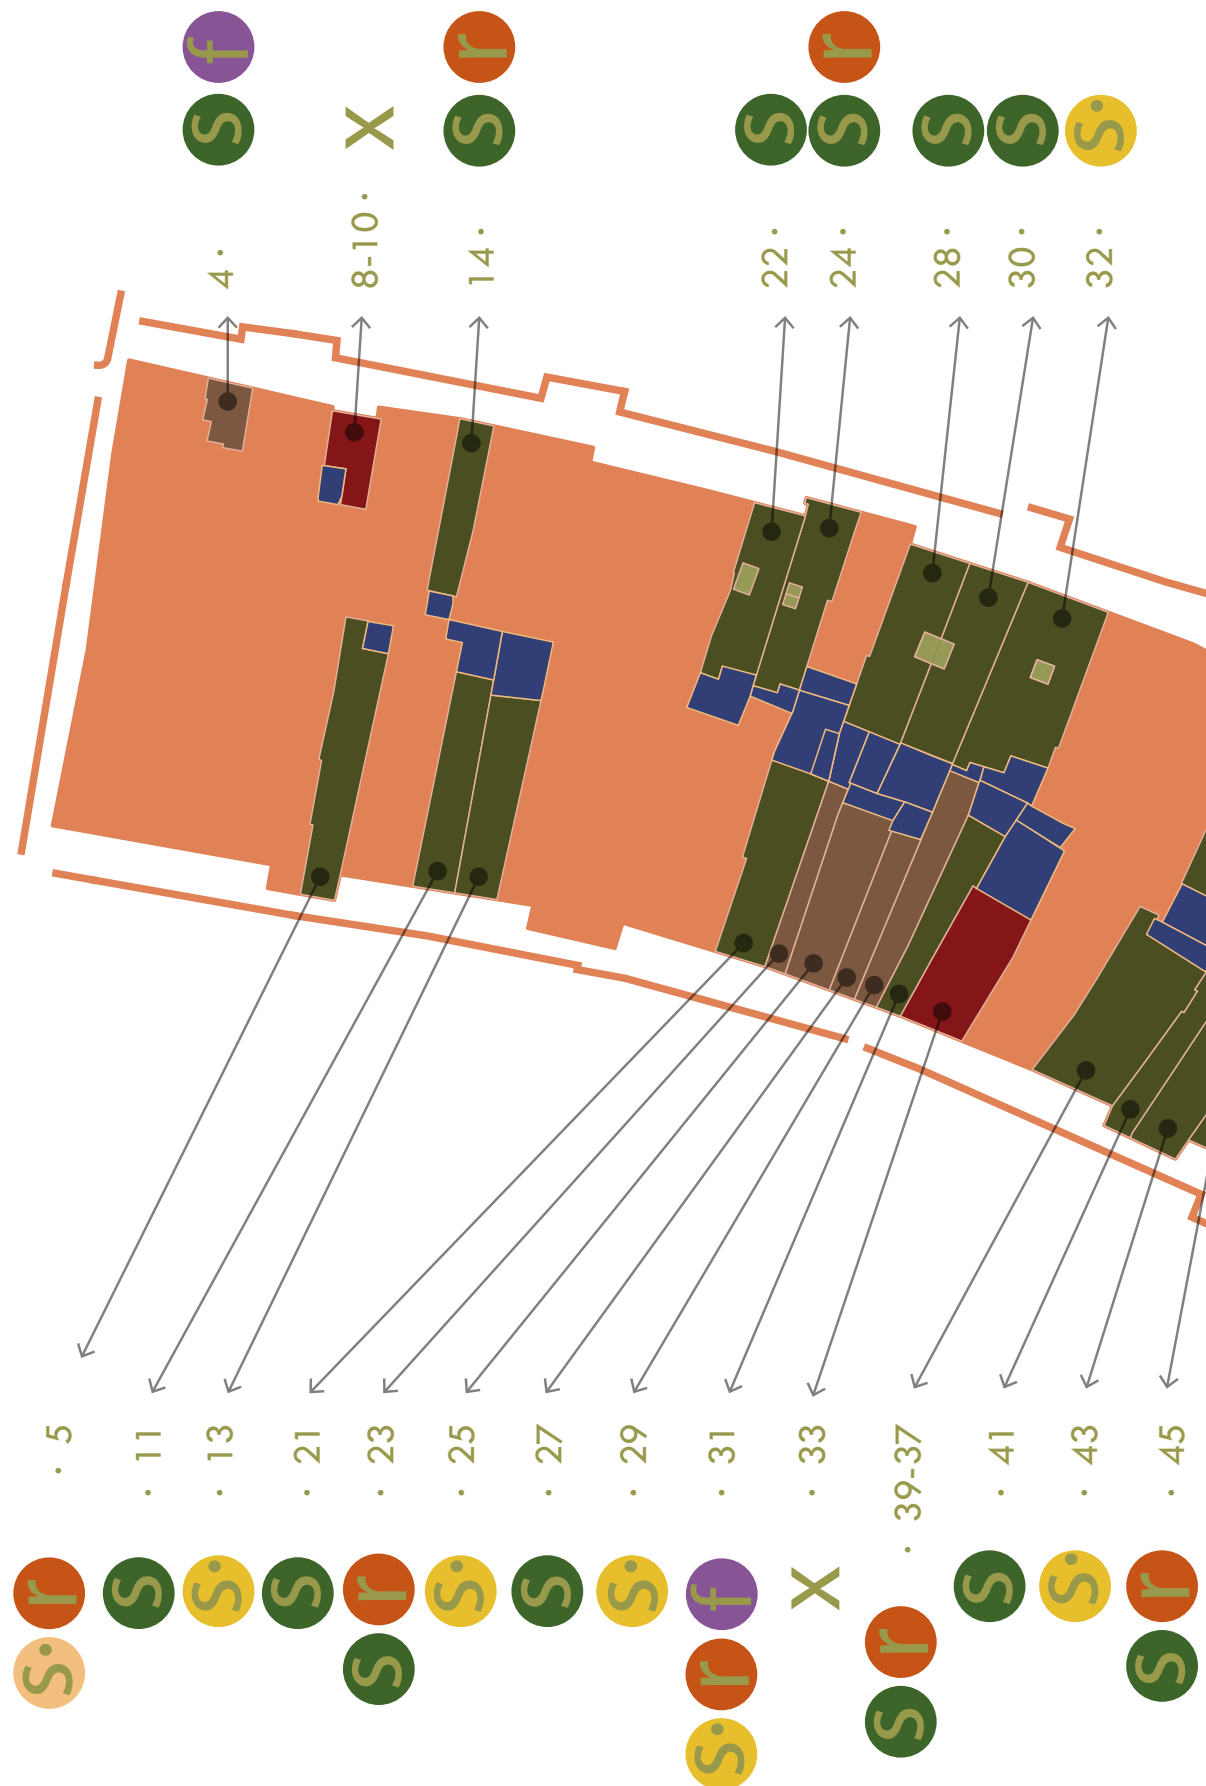 s· r · 5
s · 11
s· · 13
s · 21
s r · 23
s· · 25
s · 27
s· · 29
s· r f · 31
x · 33
s r · 39-37
s · 41
s· · 43
s r · 45
4 · s f
8-10 · x
14 · s r
22 · s
24 · s r
28 · s
30 · s
32 · s·